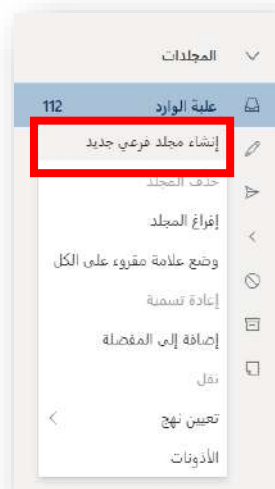 المجلدات
علبة الوارد 112
إنشاء مجلد فرعي جديد
حذف المجلد
إفراغ المجلد
وضع علامة مقروء على الكل
إعادة تسمية
إضافة إلى المفضلة
نقل
تعيين نهج
الأذونات